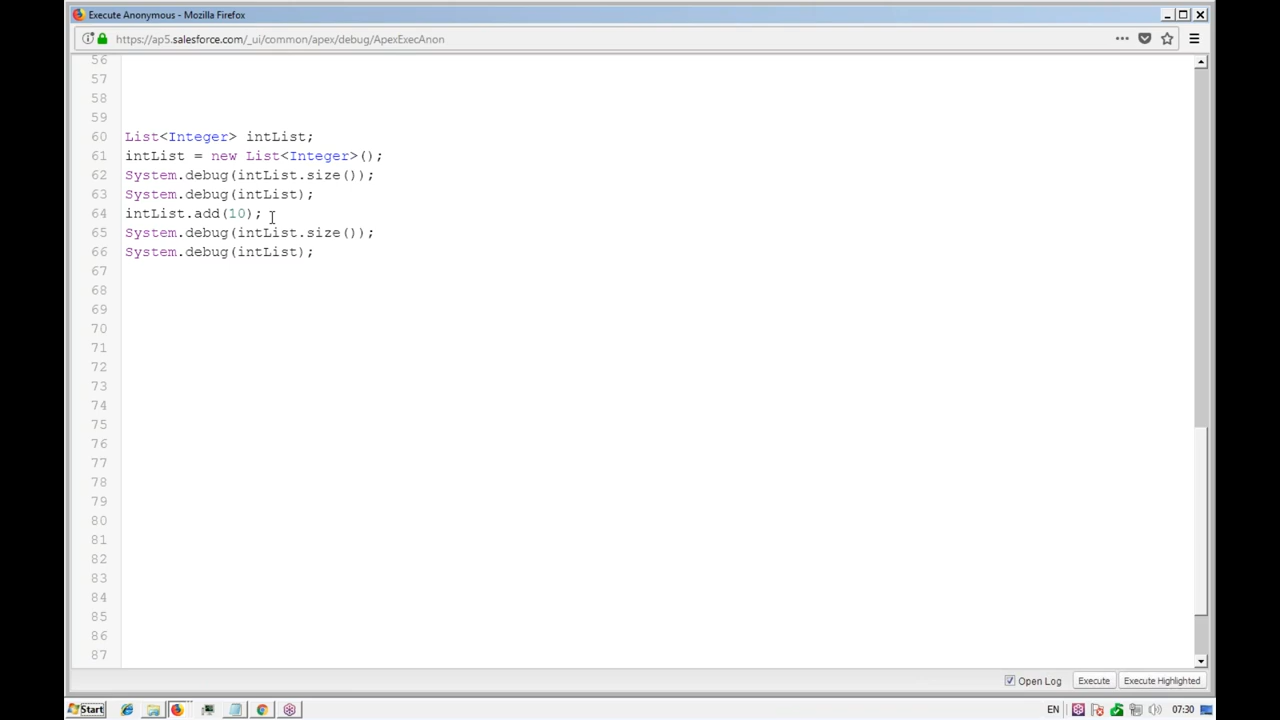 Execute Anonymous - Mozilla Firefox
https://ap5.salesforce.com/_ui/common/apex/debug/ApexExecAnon
56
57
58
59
60 List<Integer> intList;
61 intList = new List<Integer>();
62 System.debug(intList.size());
63 System.debug(intList);
64 intList.add(10);
65 System.debug(intList.size());
66 System.debug(intList);
67
68
69
70
71
72
73
74
75
76
77
78
79
80
81
82
83
84
85
86
87
Open Log Execute Execute Highlighted
Start EN 07:30